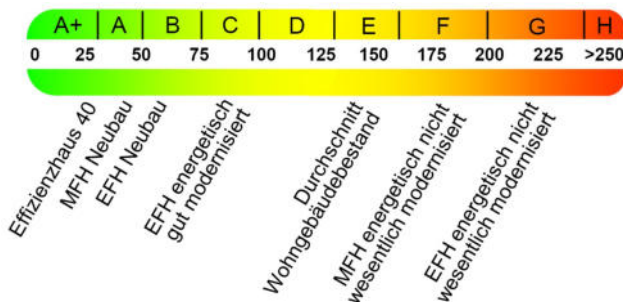 A+ A B C D E F G H
0 25 50 75 100 125 150 175 200 225 >250
Effizienzhaus 40
MFH Neubau
EFH Neubau
EFH energetisch
gut modernisiert
Durchschnitt
Wohngebäudebestand
MFH energetisch nicht
wesentlich modernisiert
EFH energetisch nicht
wesentlich modernisiert